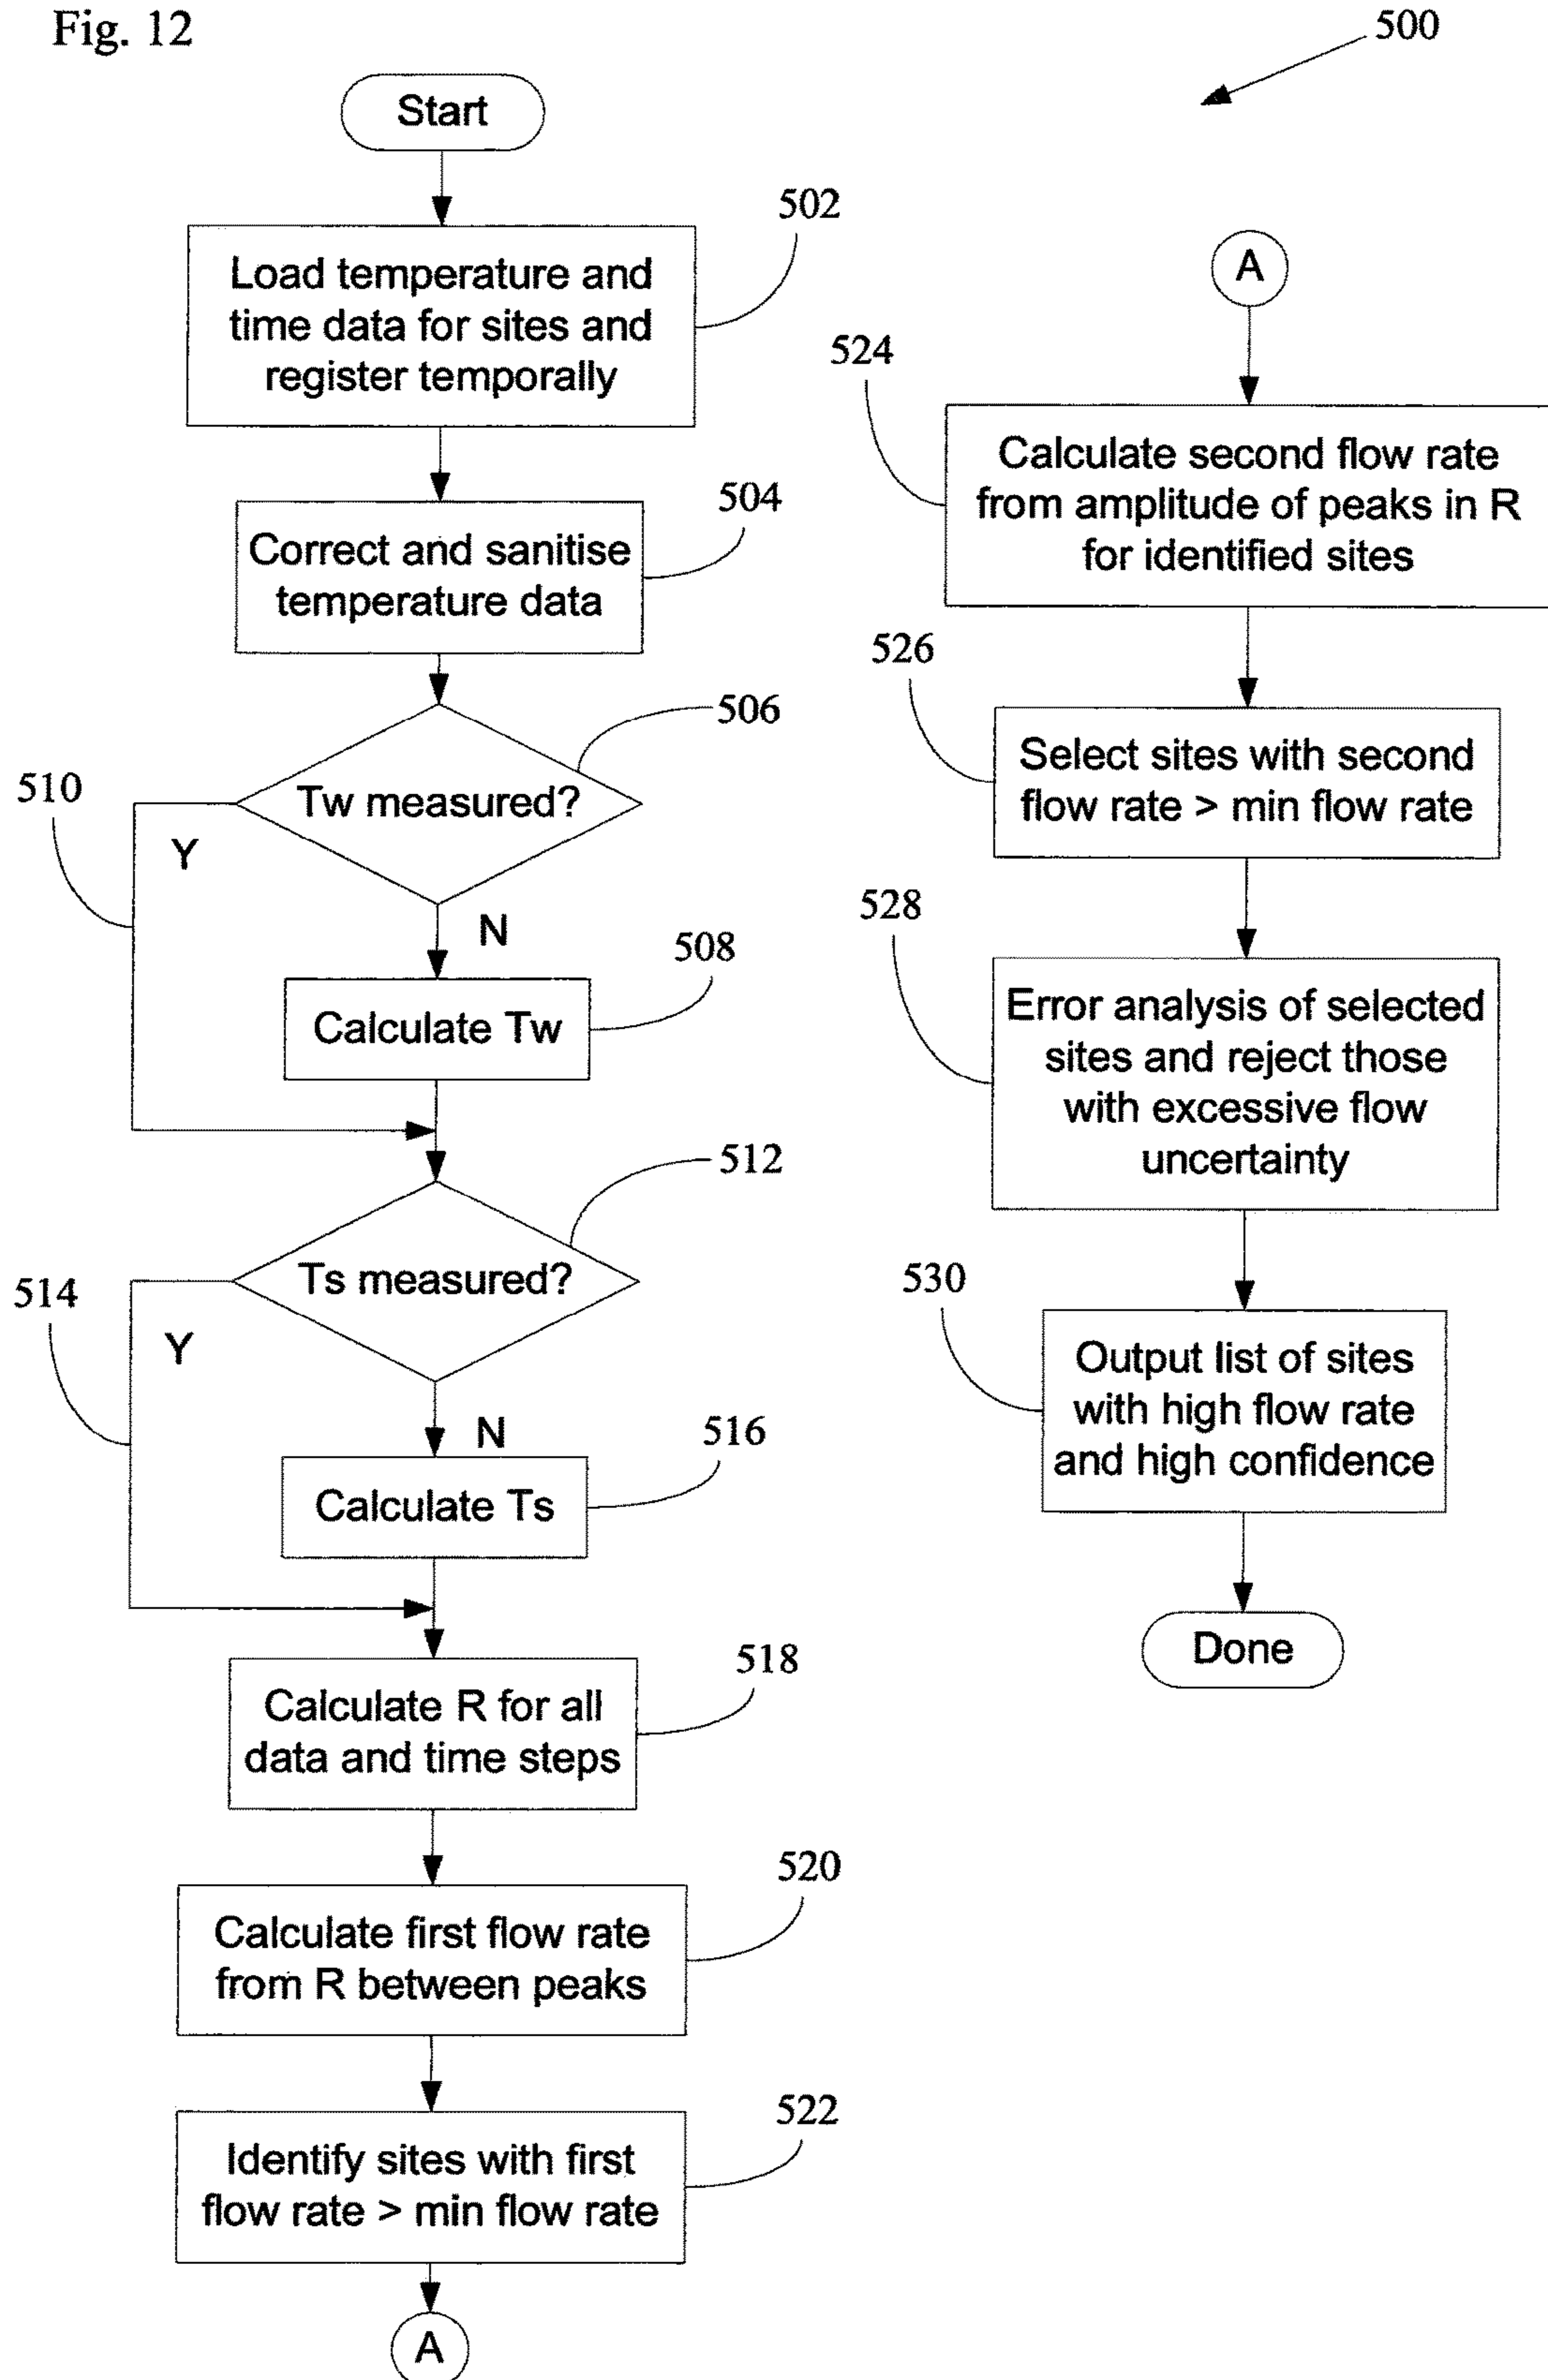 Fig. 12
500
Start
502
Load temperature and
time data for sites and
register temporally
504
Correct and sanitise
temperature data
506
Tw measured?
510
Y
N
508
Calculate Tw
512
Ts measured?
514
Y
N
516
Calculate Ts
518
Calculate R for all
data and time steps
520
Calculate first flow rate
from R between peaks
522
Identify sites with first
flow rate > min flow rate
A
A
524
Calculate second flow rate
from amplitude of peaks in R
for identified sites
526
Select sites with second
flow rate > min flow rate
528
Error analysis of selected
sites and reject those
with excessive flow
uncertainty
530
Output list of sites
with high flow rate
and high confidence
Done